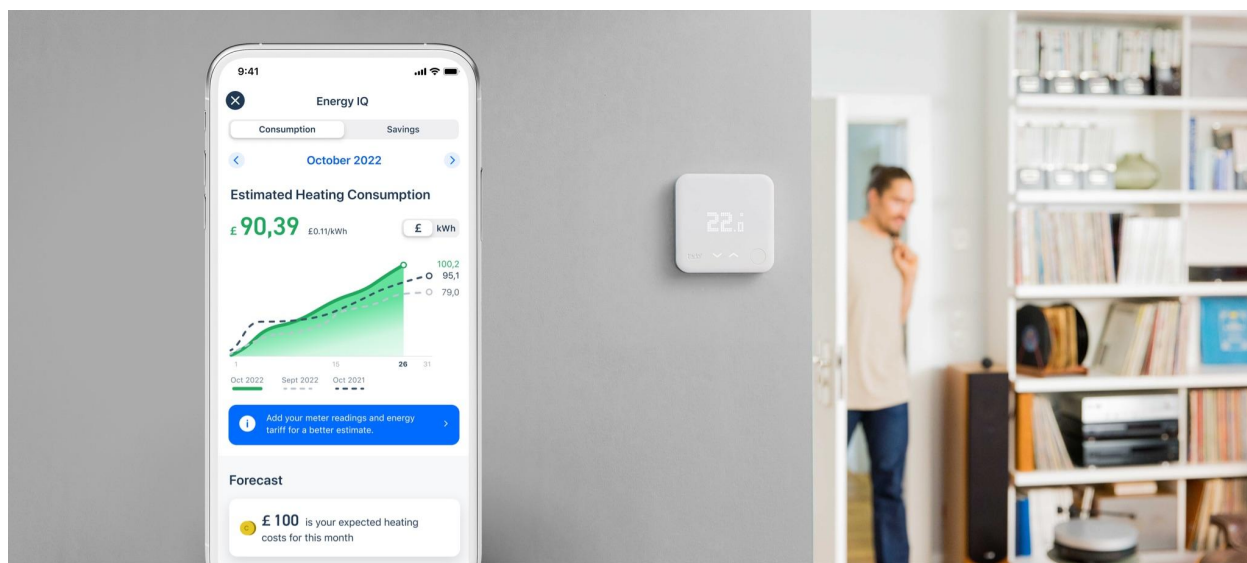 9:41
Energy IQ
Consumption Savings
October 2022
Estimated Heating Consumption
£ 90,39 £0.11/kWh £ kWh
100,2
95,1
79,0
1 15 26 31
Oct 2022 Sept 2022 Oct 2021
Add your meter readings and energy
tariff for a better estimate.
Forecast
£ 100 is your expected heating
costs for this month